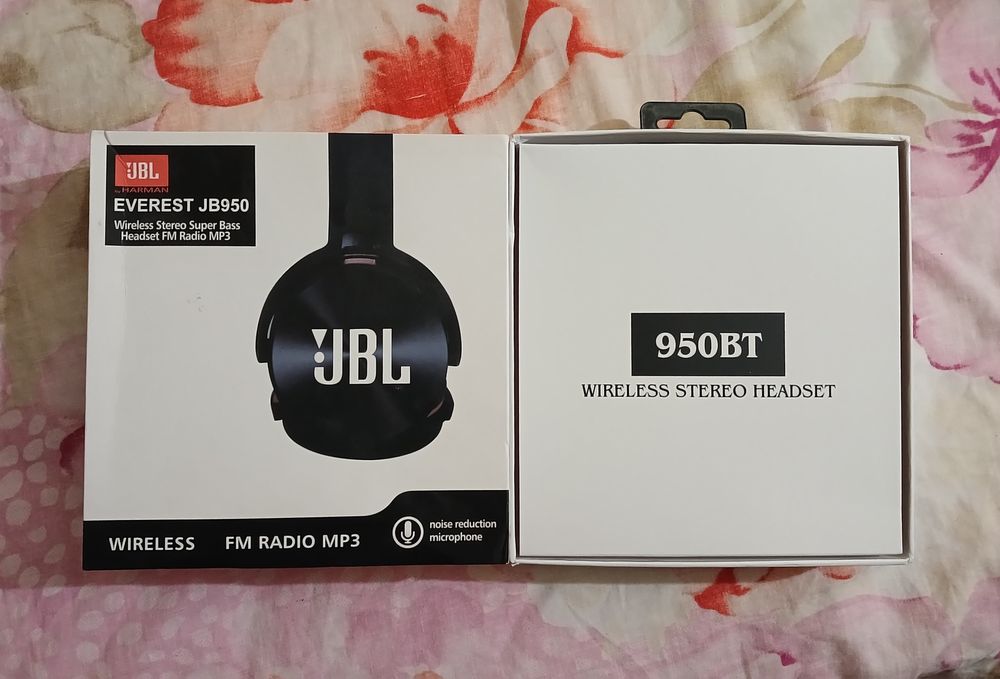 JBL
by HARMAN
EVEREST JB950
Wireless Stereo Super Bass
Headset FM Radio MP3
JBL
WIRELESS FM RADIO MP3
noise reduction
microphone
950BT
WIRELESS STEREO HEADSET